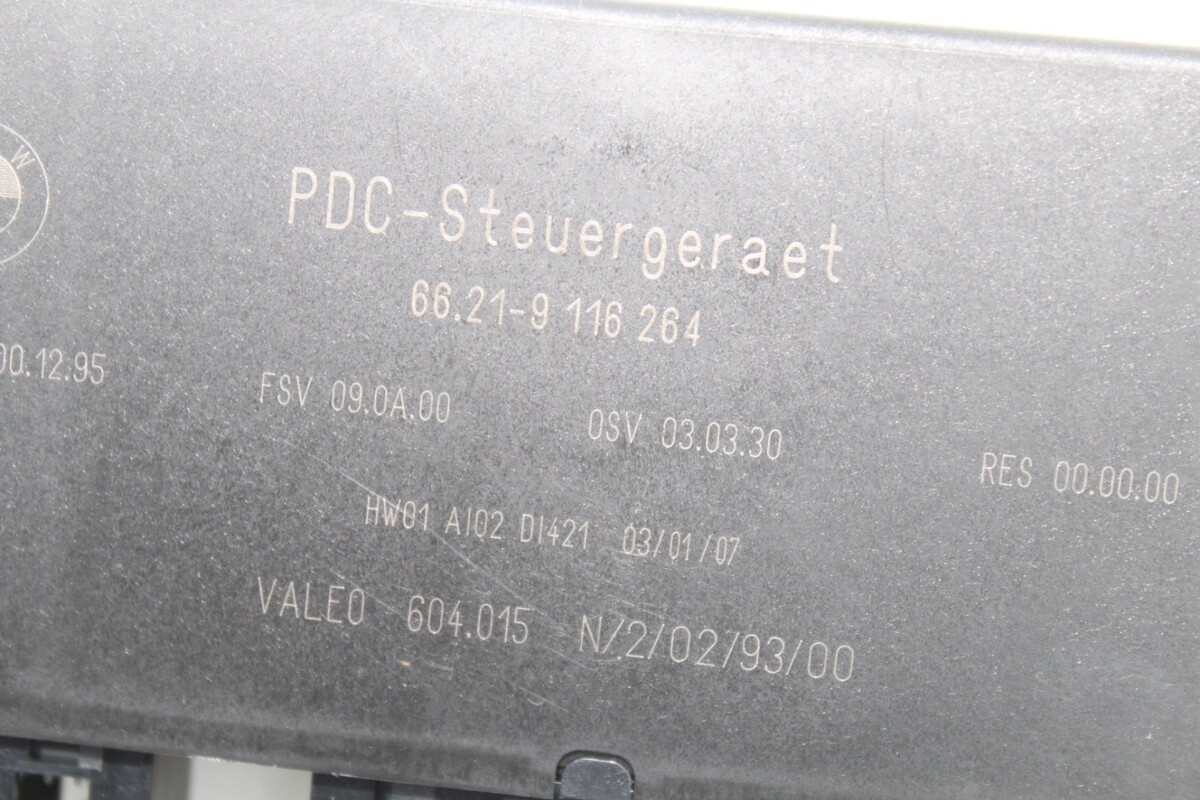 W
PDC-Steuergeraet
66.21-9 116 264
00.12.95 FSV 09.0A.00 OSV 03.03.30 RES 00.00.00
HW01 AI02 DI421 03/01/07
VALEO 604.015 N/2/02/93/00